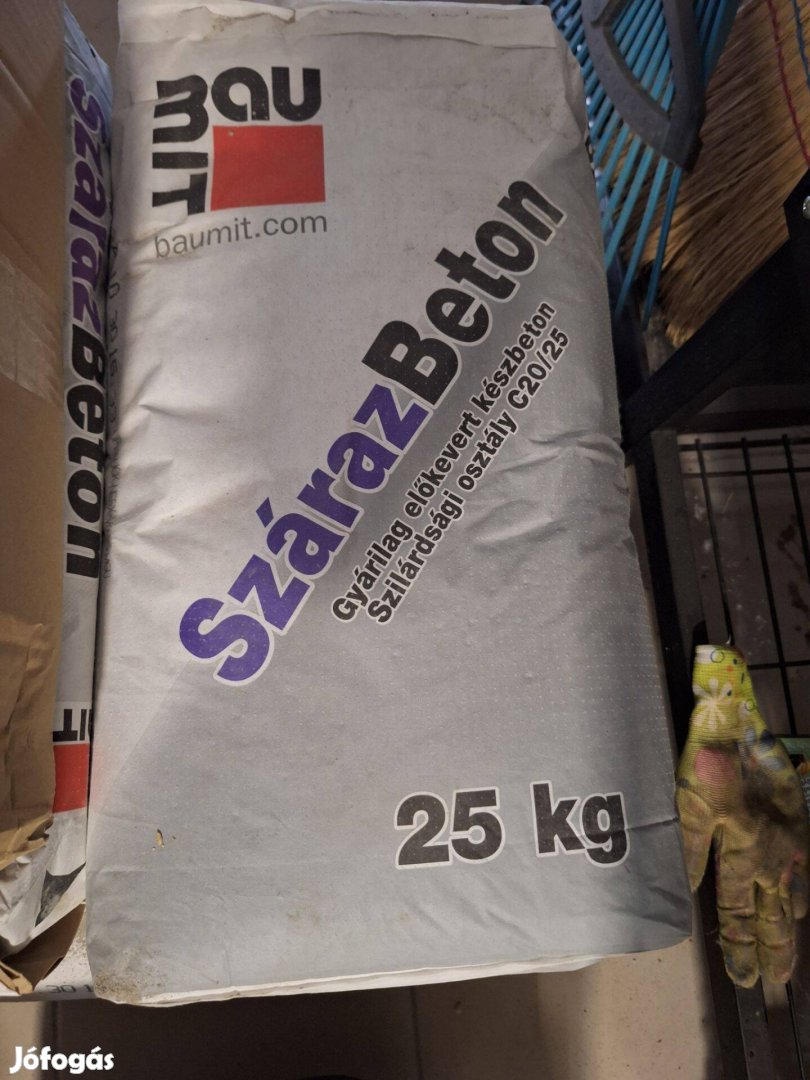 bau
MIT
baumit.com
SzárazBeton
Gyárilag előkevert készbeton
Szilárdsági osztály C20/25
25 kg
SzárazBeton
MIT
Jófogás